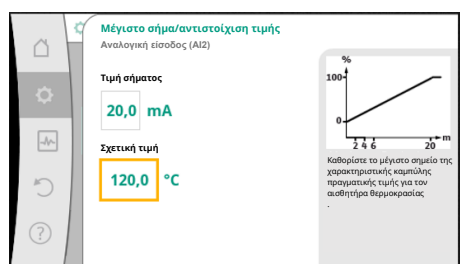 Μέγιστο σήμα/αντιστοίχιση τιμής
Αναλογική είσοδος (AI2)
Τιμή σήματος
20,0 mA
Σχετική τιμή
120,0 °C
%
100
0
2 4 6 20 m
Καθορίστε το μέγιστο σημείο της
χαρακτηριστικής καμπύλης
πραγματικής τιμής για τον
αισθητήρα θερμοκρασίας
.
?